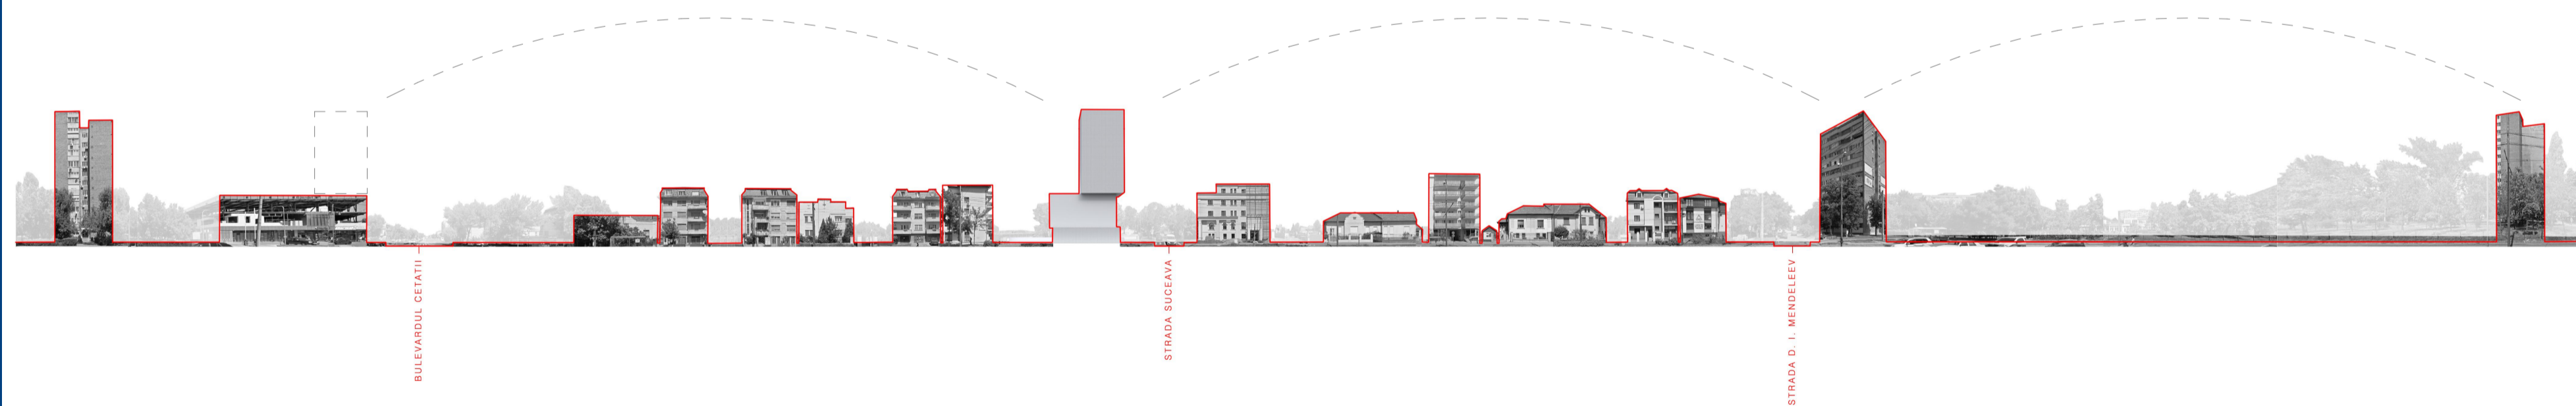 BULEVARDUL CETATII
STRADA SUCEAVA
STRADA D. I. MENDELEEV